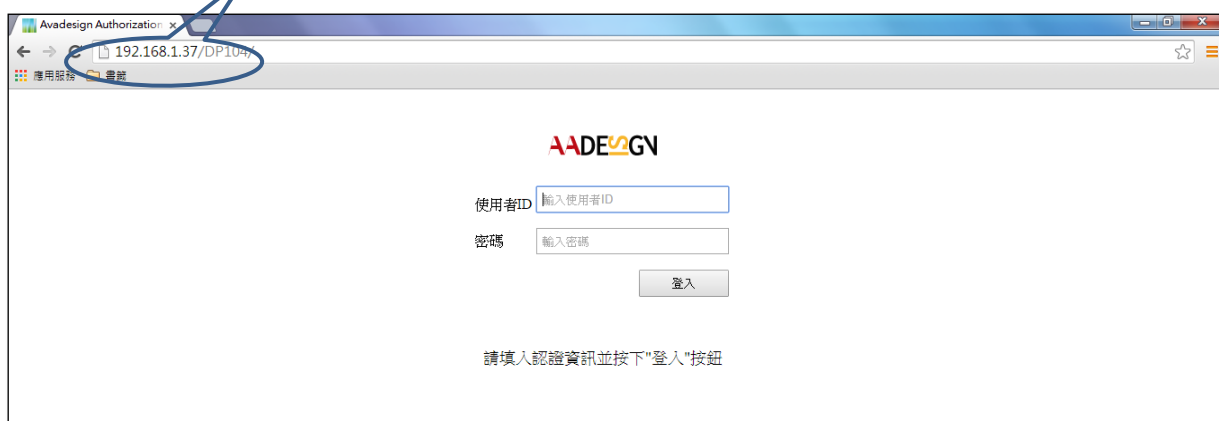 Avadesign Authorization
192.168.1.37/DP104/
應用服務 書籤
AADESIGN
使用者ID 輸入使用者ID
密碼 輸入密碼
登入
請填入認證資訊並按下"登入"按鈕